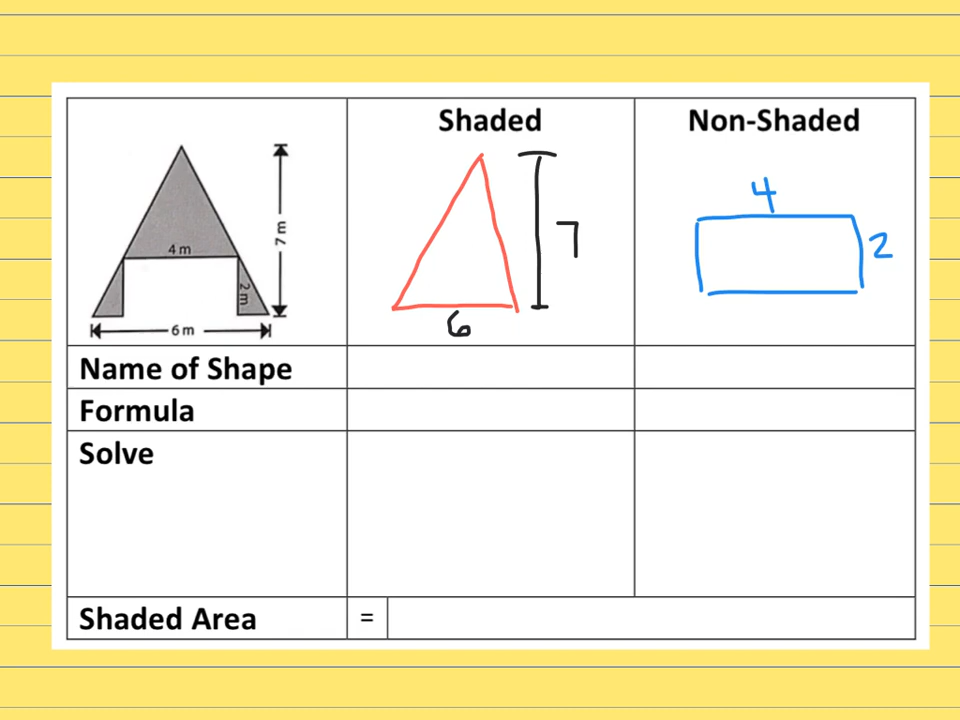 Shaded
Non-Shaded
4 m
2 m
7 m
6 m
7
6
4
2
Name of Shape
Formula
Solve
Shaded Area
=